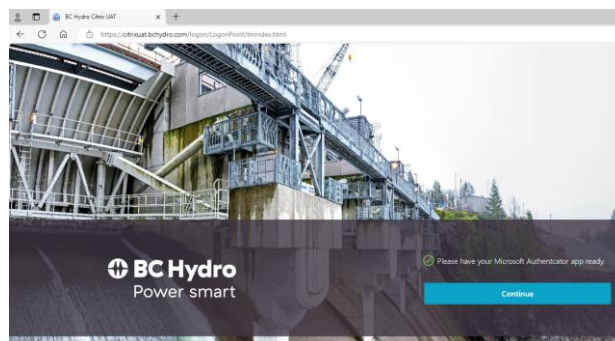 BC Hydro Citrix UAT
https://citrixuat.bchydro.com/logon/LogonPoint/tmindex.html
BC Hydro
Power smart
Please have your Microsoft Authentcator app ready.
Continue